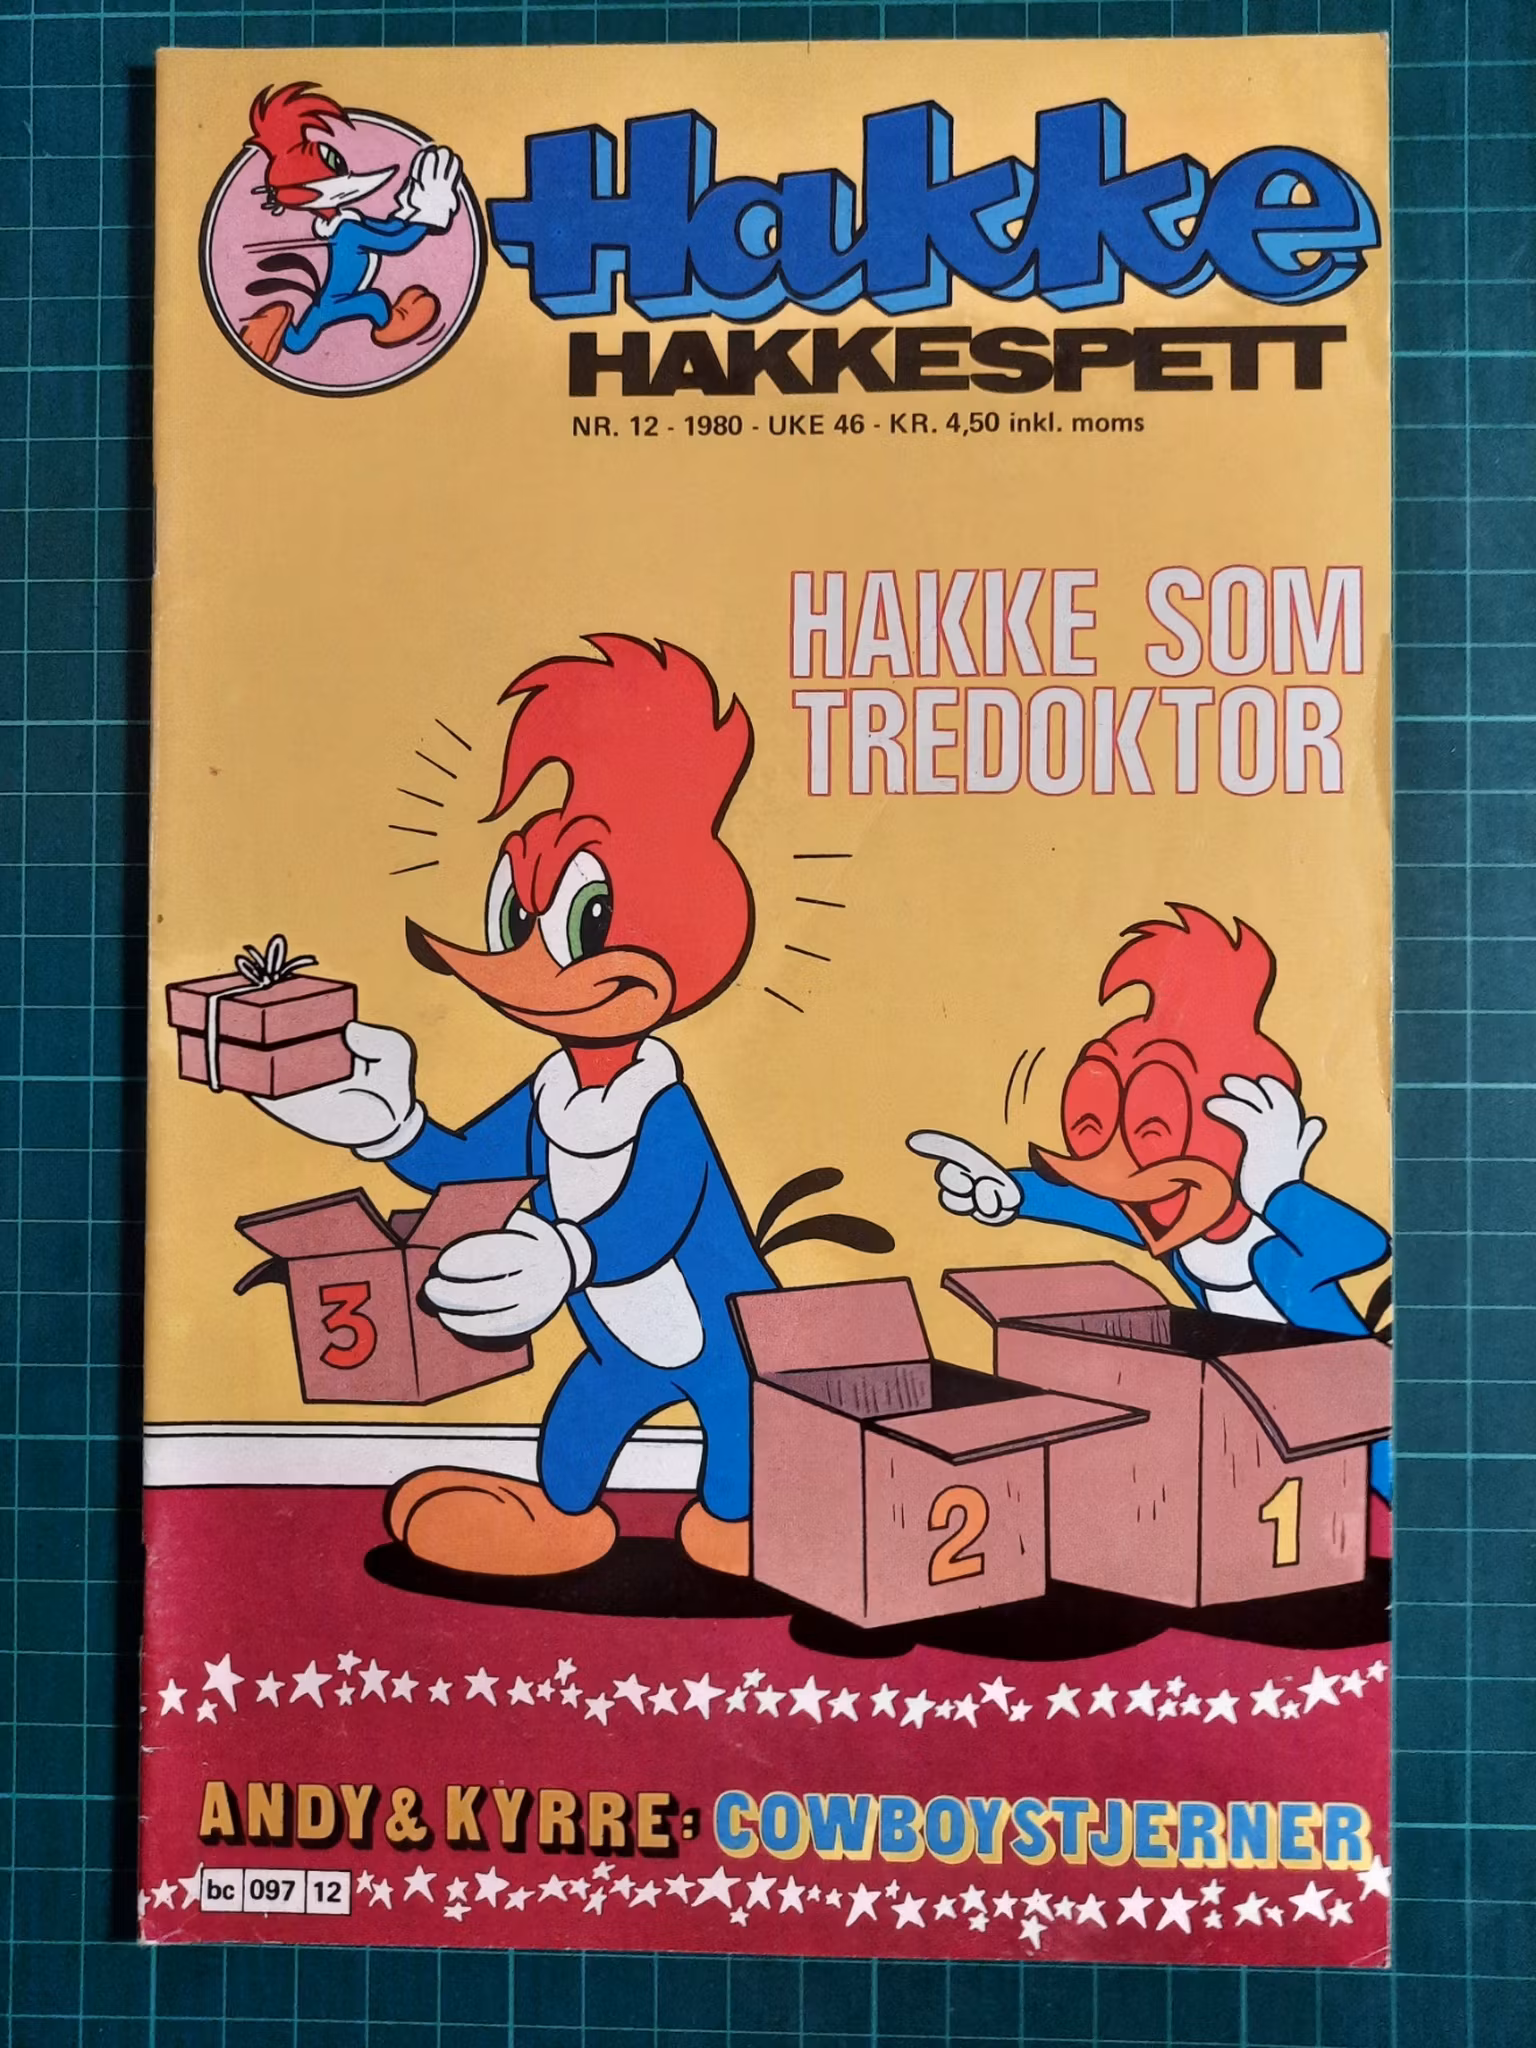 Hakke
HAKKESPETT
NR. 12 - 1980 - UKE 46 - KR. 4,50 inkl. moms
HAKKE SOM
TREDOKTOR
3
2
1
ANDY & KYRRE: COWBOYSTJERNER
bc 097 12